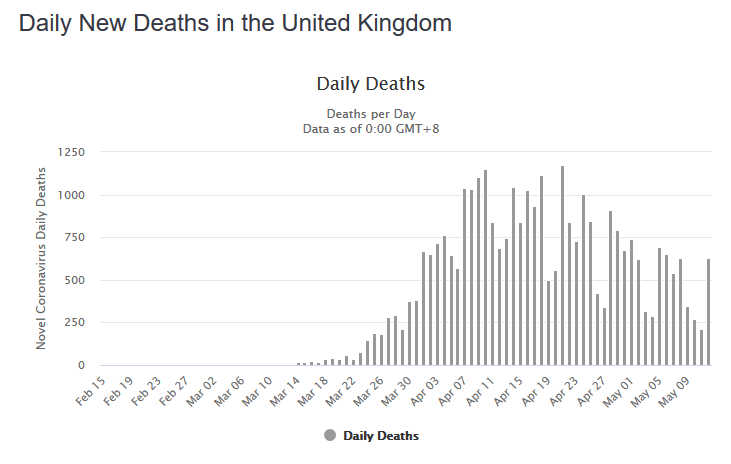 Daily New Deaths in the United Kingdom
Daily Deaths
Deaths per Day
Data as of 0:00 GMT+8
Novel Coronavirus Daily Deaths
1250
1000
750
500
250
0
Feb 15
Feb 19
Feb 23
Feb 27
Mar 02
Mar 06
Mar 10
Mar 14
Mar 18
Mar 22
Mar 26
Mar 30
Apr 03
Apr 07
Apr 11
Apr 15
Apr 19
Apr 23
Apr 27
May 01
May 05
May 09
Daily Deaths